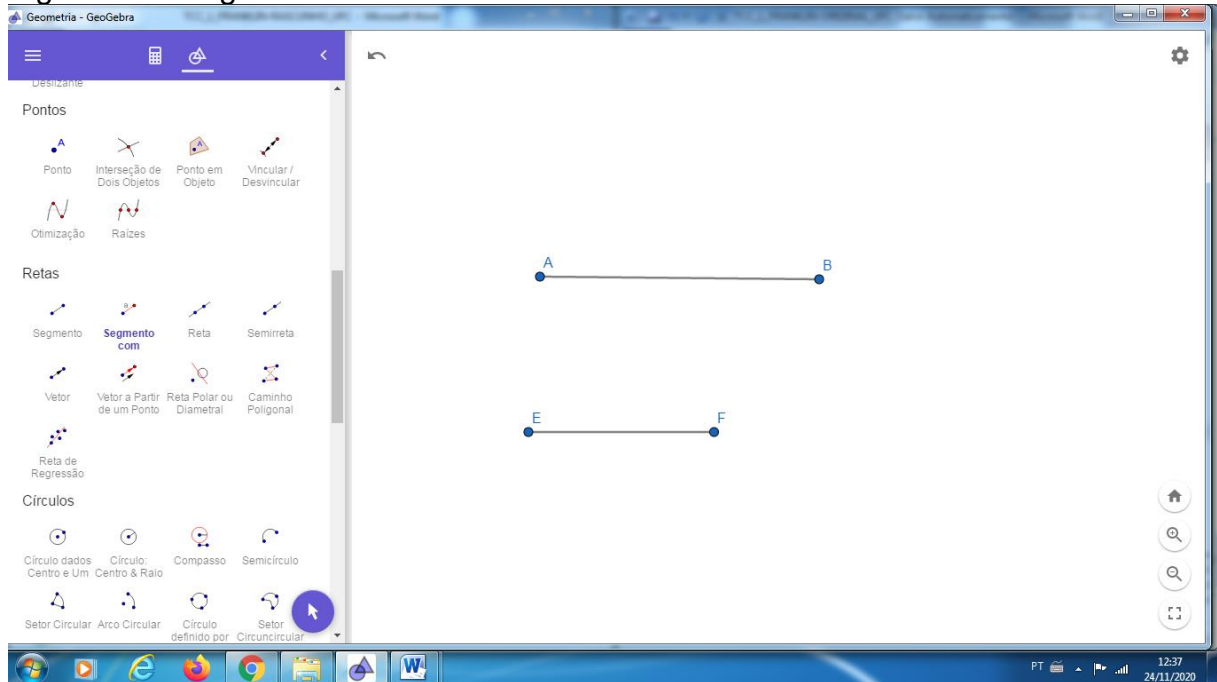 Geometria - GeoGebra
Deslizante
Pontos
A
Ponto
Interseção de
Dois Objetos
A
Ponto em
Objeto
Vincular /
Desvincular
Otimização
Raízes
Retas
Segmento
a
Segmento
com
Reta
Semirreta
Vetor
Vetor a Partir
de um Ponto
Reta Polar ou
Diametral
Caminho
Poligonal
Reta de
Regressão
Círculos
Círculo dados
Centro e Um
Círculo:
Centro & Raio
Compasso
Semicírculo
Setor Circular
Arco Circular
Círculo
definido por
Setor
Circuncircular
A
B
E
F
W
PT
12:37
24/11/2020